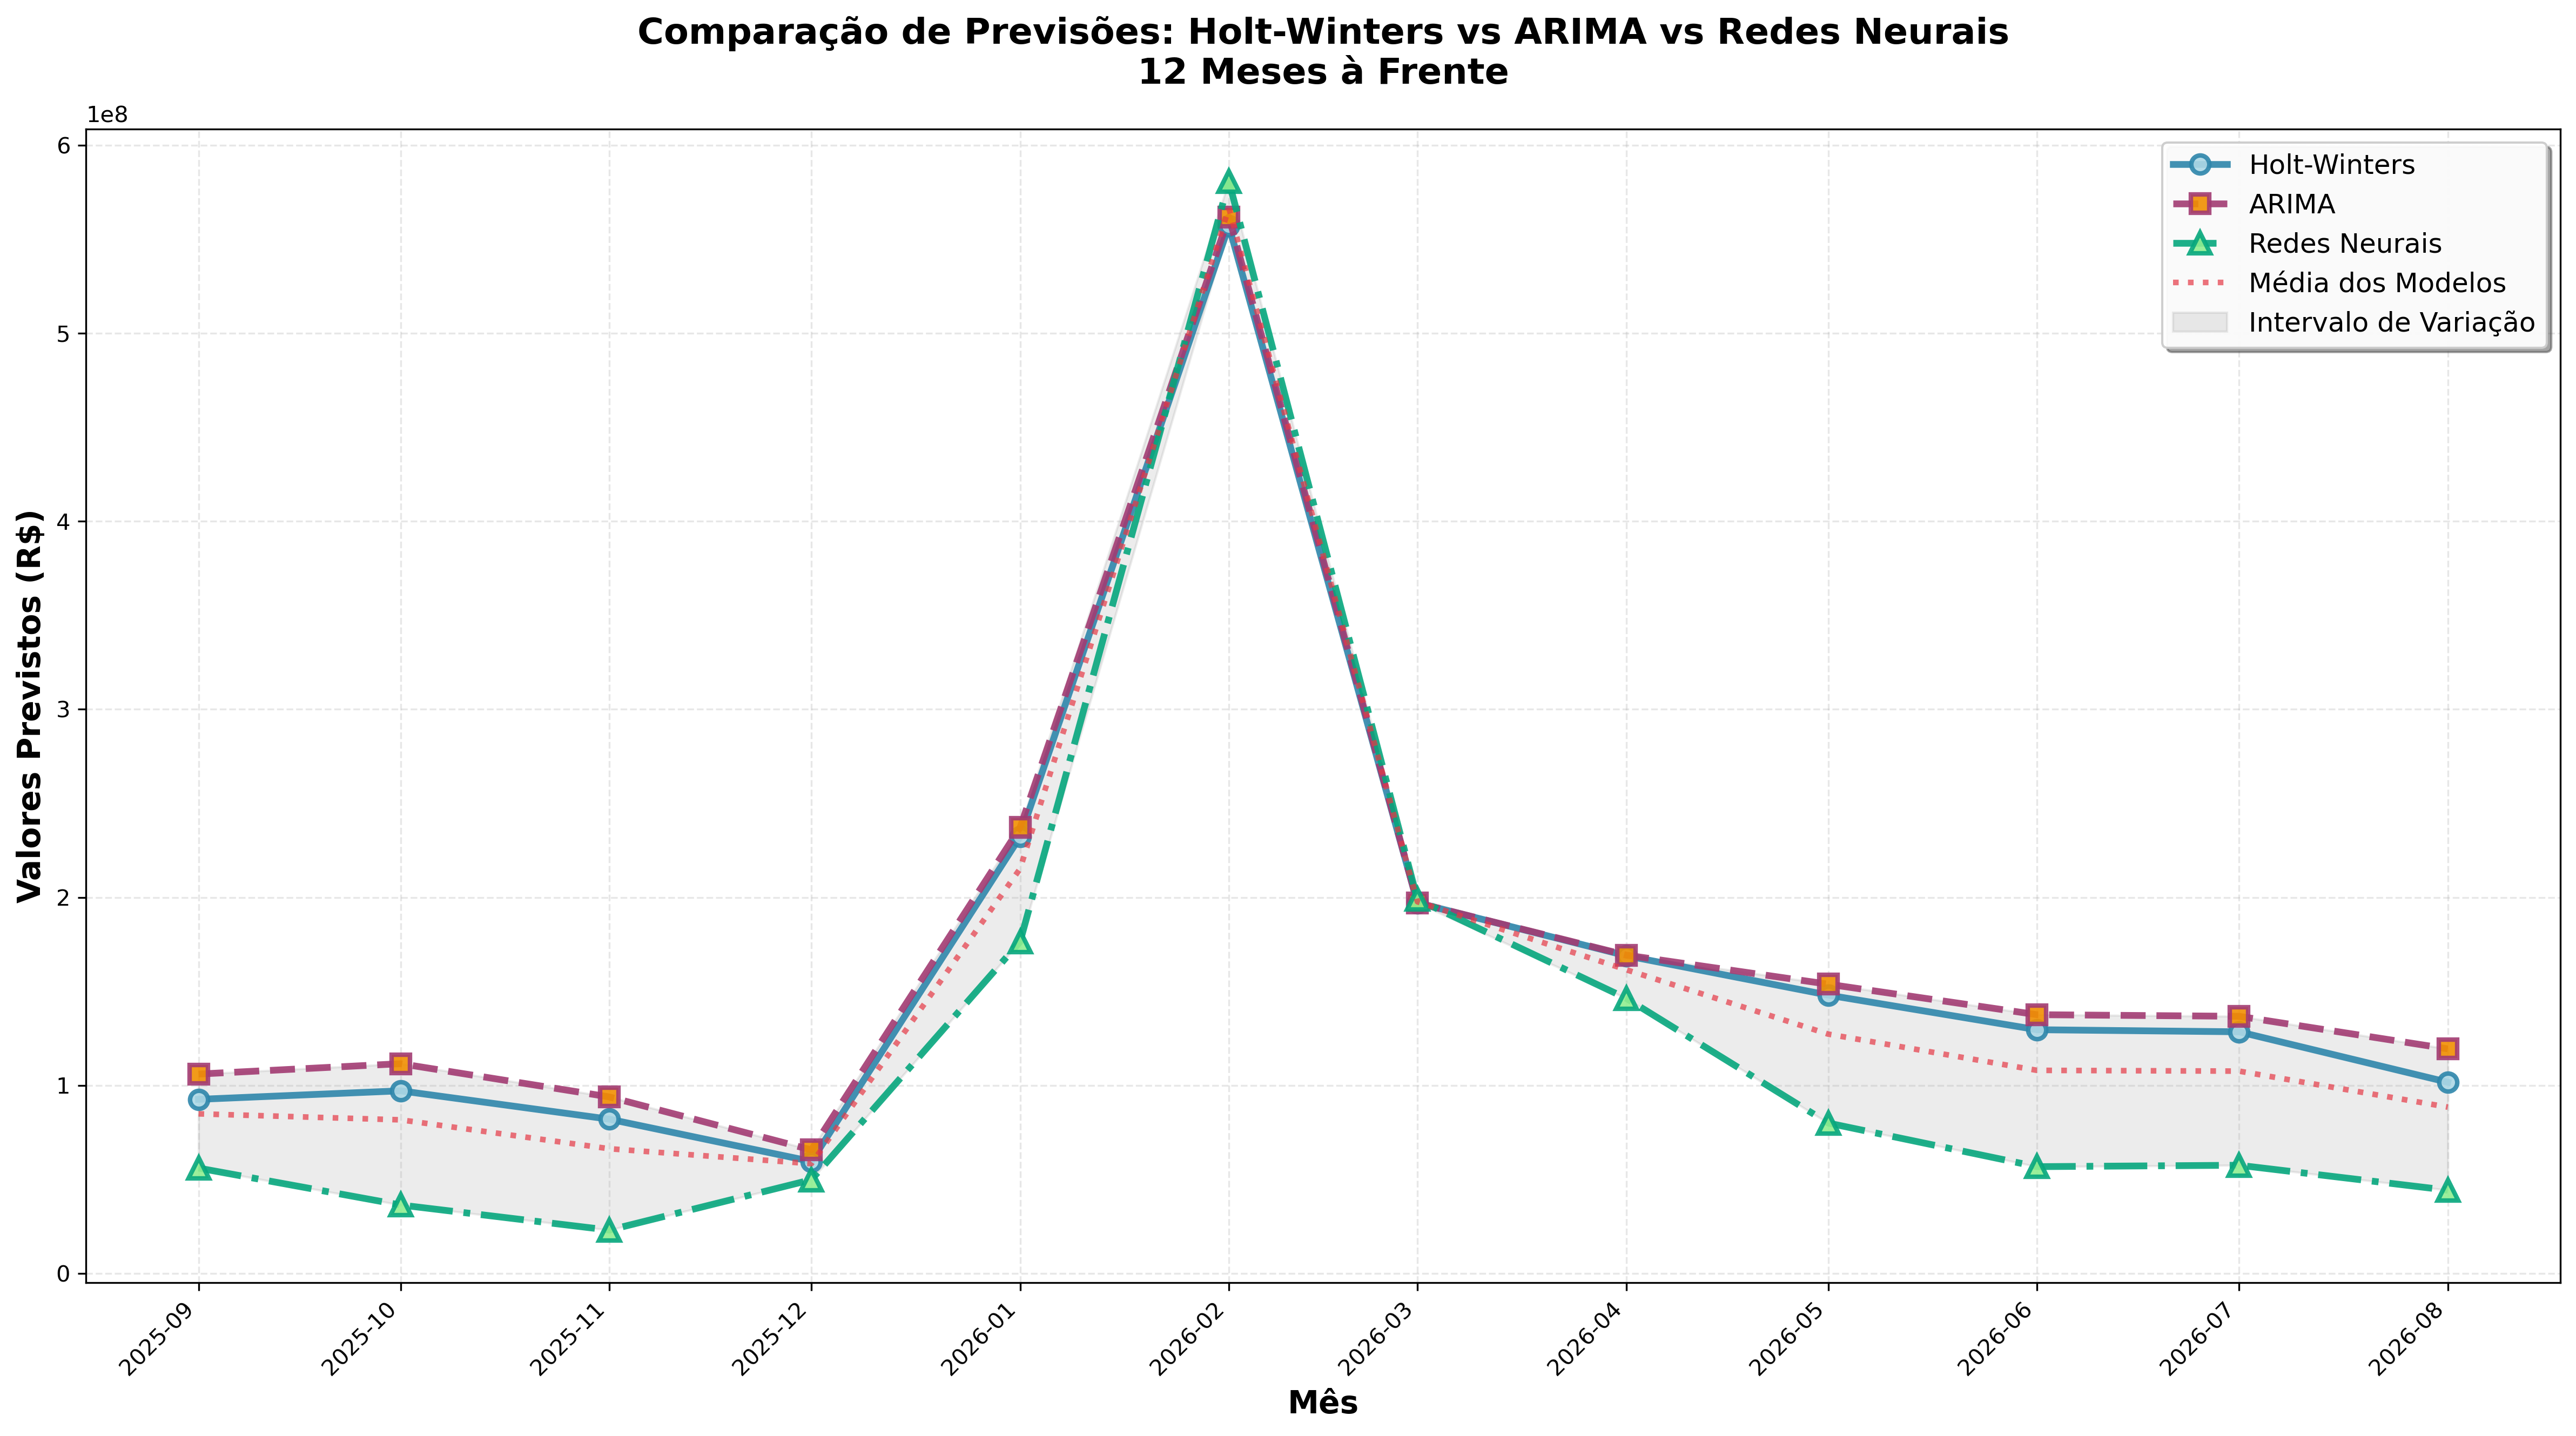 Comparação de Previsões: Holt-Winters vs ARIMA vs Redes Neurais
12 Meses à Frente
1e8
6
5
4
3
2
1
0
Valores Previstos (R$)
Holt-Winters
ARIMA
Redes Neurais
Média dos Modelos
Intervalo de Variação
2025-09
2025-10
2025-11
2025-12
2026-01
2026-02
2026-03
2026-04
2026-05
2026-06
2026-07
2026-08
Mês